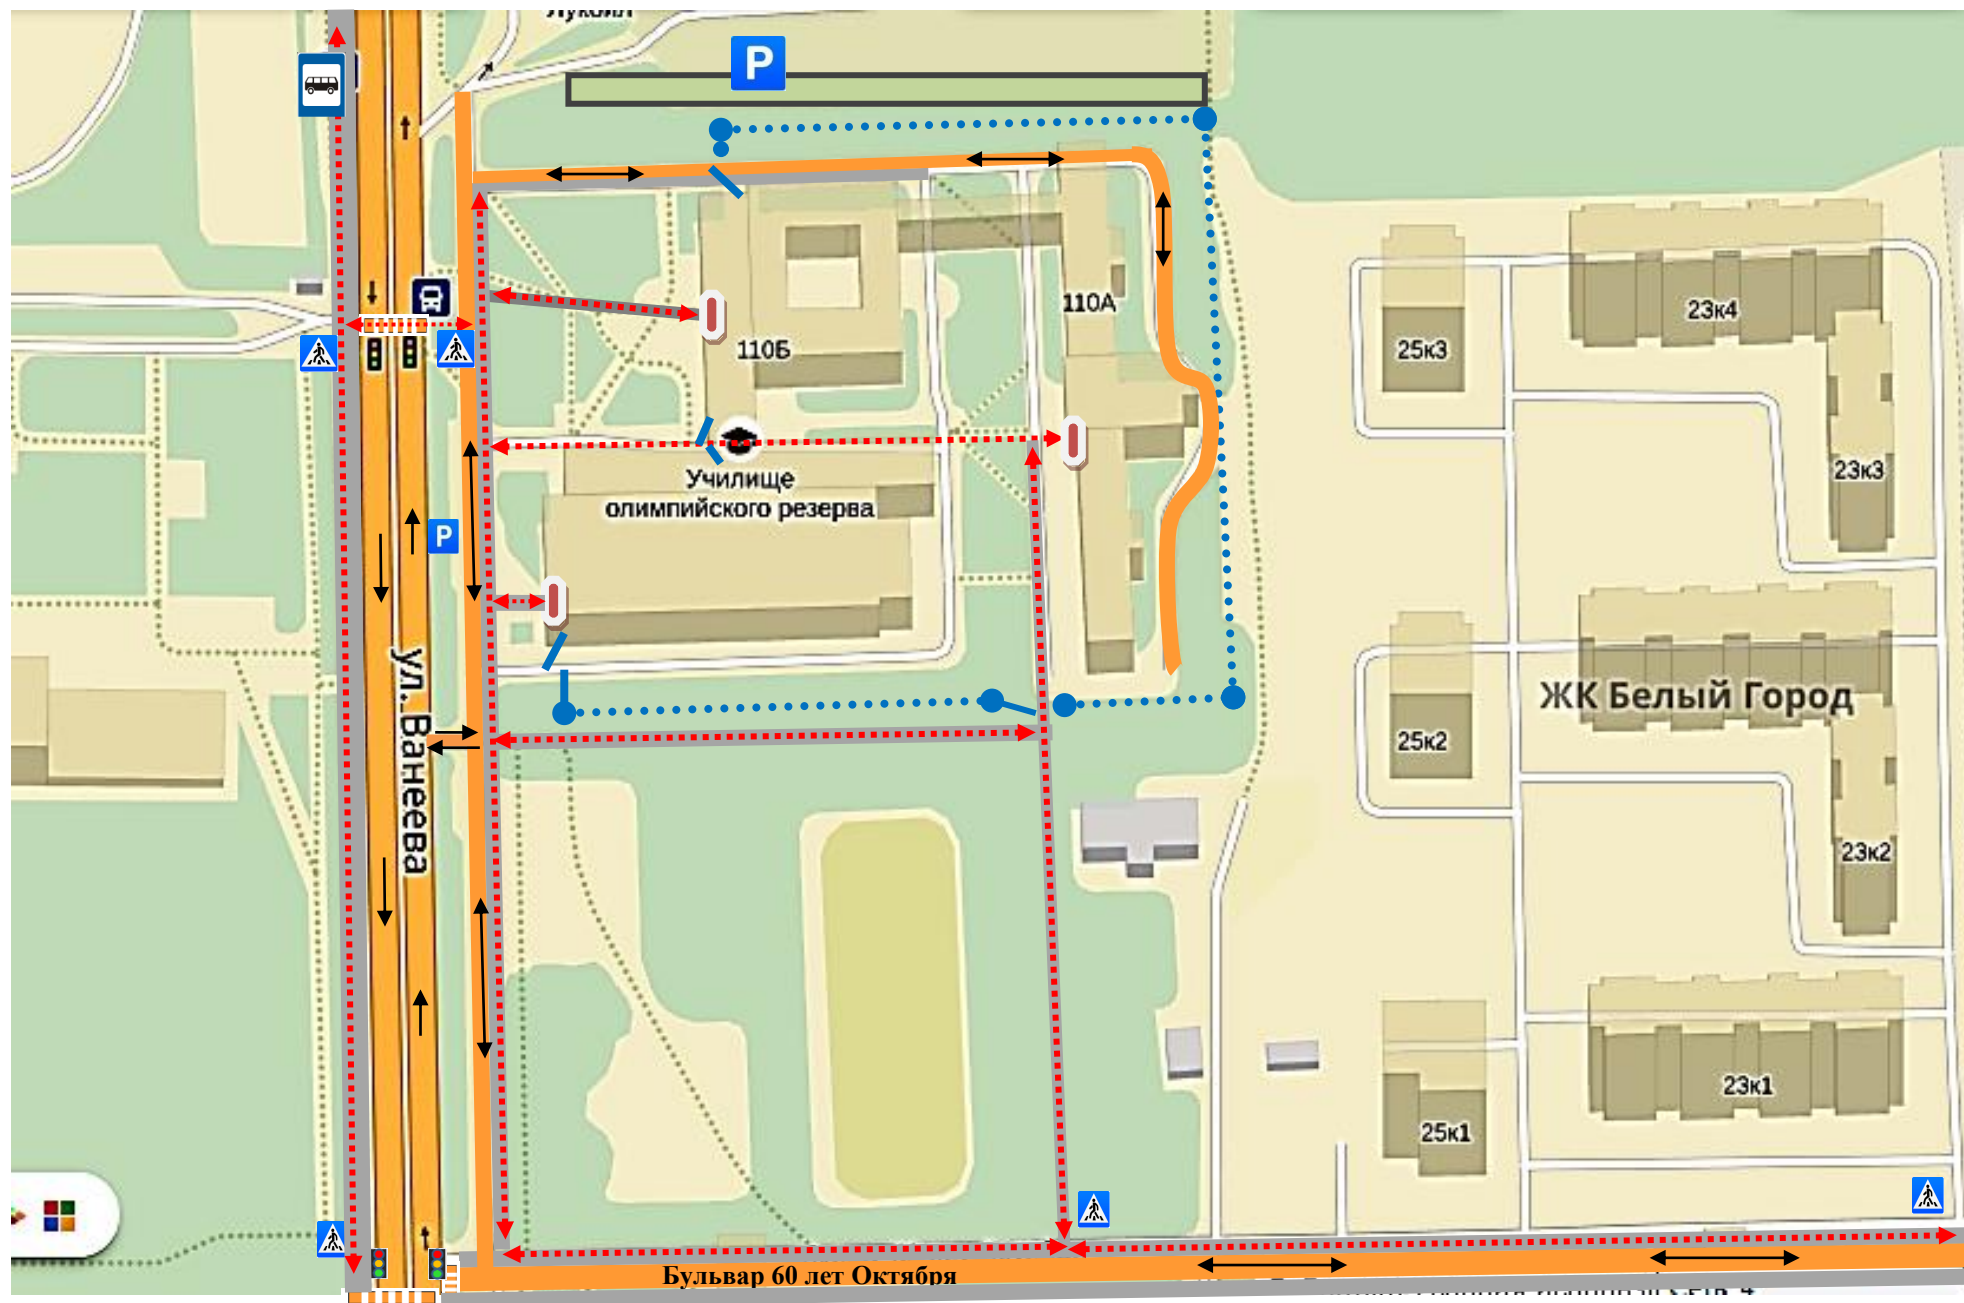 Лукойл
P
110А
110Б
25к3
23к4
23к3
Училище
олимпийского резерва
P
ул. Ванеева
ЖК Белый Город
25к2
23к2
23к1
25к1
Бульвар 60 лет Октября